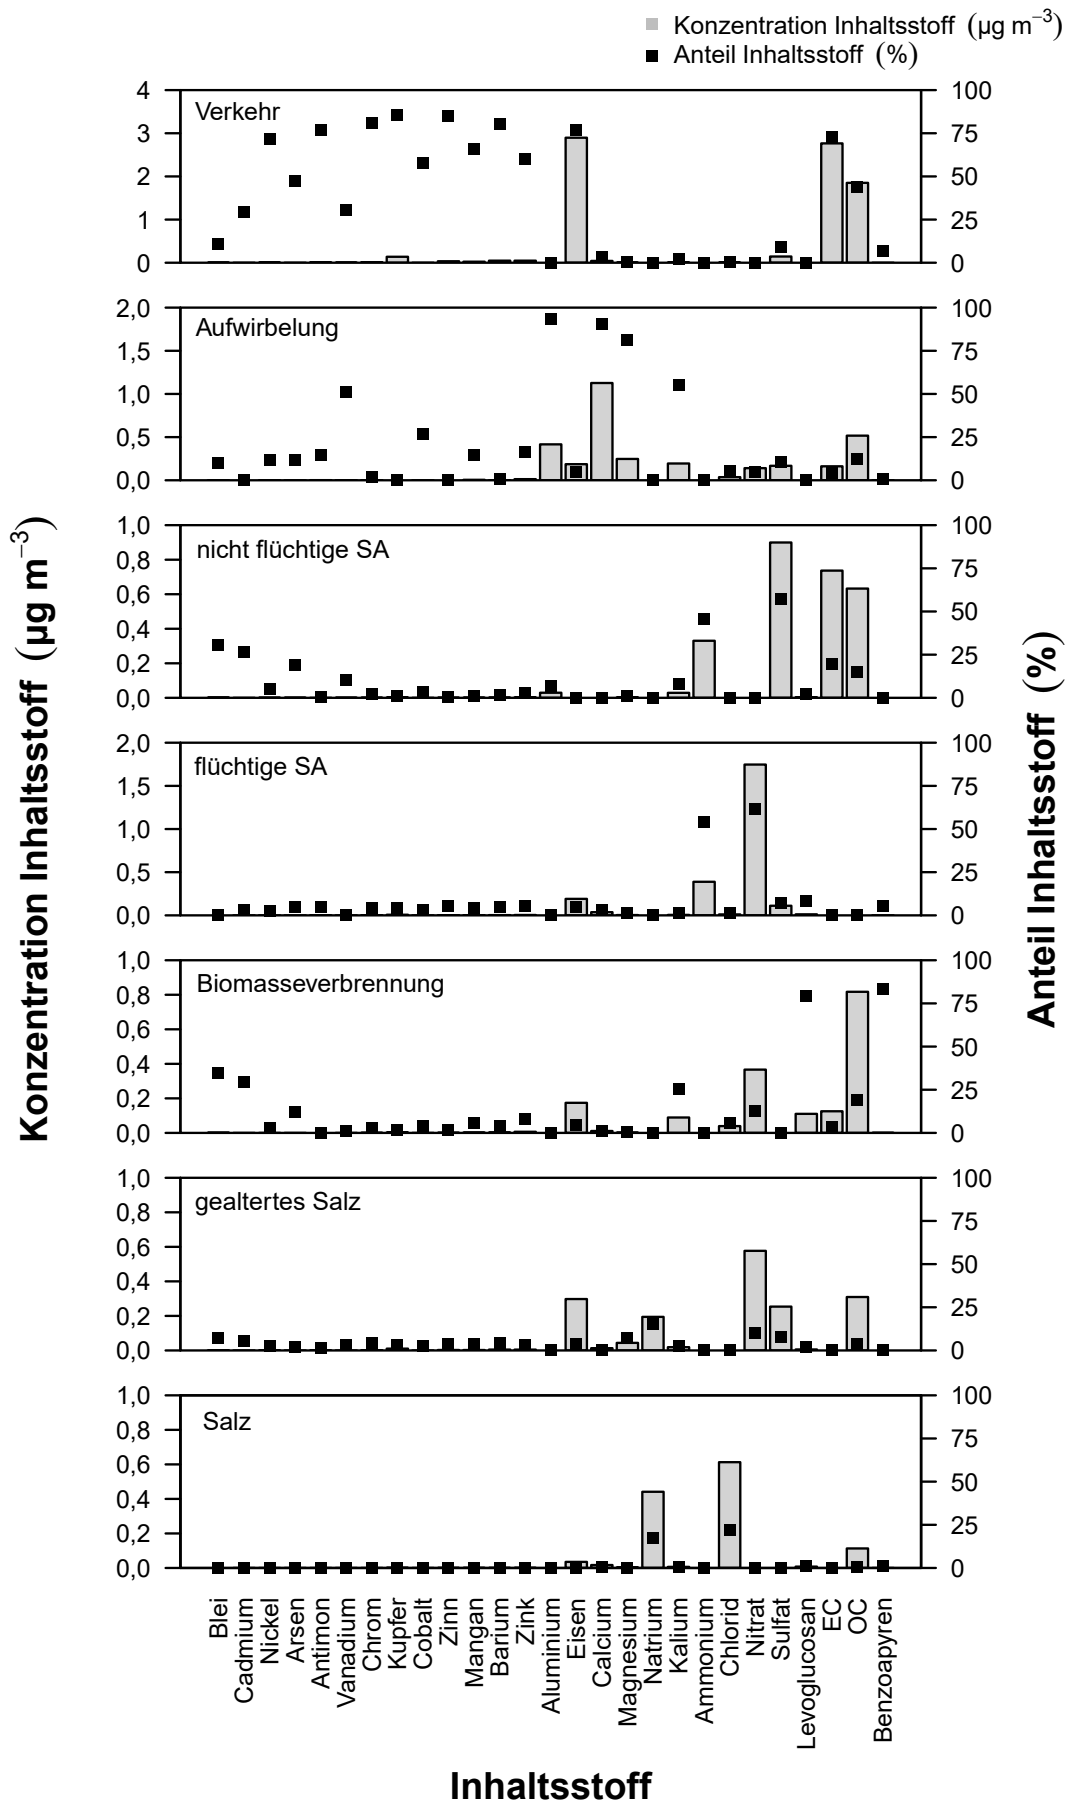 Konzentration Inhaltsstoff (µg m⁻³)
Anteil Inhaltsstoff (%)
Konzentration Inhaltsstoff (µg m⁻³)
Anteil Inhaltsstoff (%)
Verkehr
4
3
2
1
0
100
75
50
25
0
Aufwirbelung
2,0
1,5
1,0
0,5
0,0
100
75
50
25
0
nicht flüchtige SA
1,0
0,8
0,6
0,4
0,2
0,0
100
75
50
25
0
flüchtige SA
2,0
1,5
1,0
0,5
0,0
100
75
50
25
0
Biomasseverbrennung
1,0
0,8
0,6
0,4
0,2
0,0
100
75
50
25
0
gealtertes Salz
1,0
0,8
0,6
0,4
0,2
0,0
100
75
50
25
0
Salz
1,0
0,8
0,6
0,4
0,2
0,0
100
75
50
25
0
Blei
Cadmium
Nickel
Arsen
Antimon
Vanadium
Chrom
Kupfer
Cobalt
Zinn
Mangan
Barium
Zink
Aluminium
Eisen
Calcium
Magnesium
Natrium
Kalium
Ammonium
Chlorid
Nitrat
Sulfat
Levoglucosan
EC
OC
Benzoapyren
Inhaltsstoff